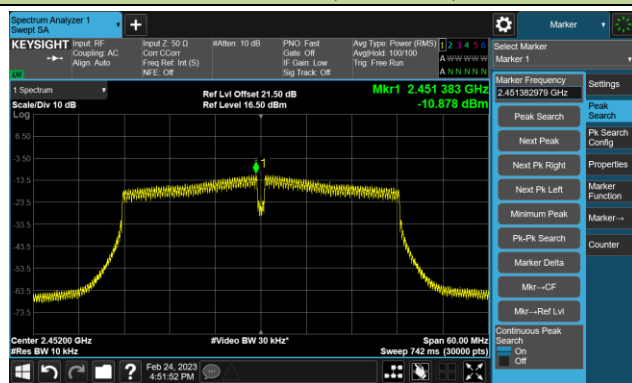 Spectrum Analyzer 1
Swept SA
+
Marker
KEYSIGHT
Input: RF
Coupling: AC
Align: Auto
Input Z: 50 Ω
Corr CCorr
Freq Ref: Int (S)
NFE: Off
#Atten: 10 dB
PNO: Fast
Gate: Off
IF Gain: Low
Sig Track: Off
Avg Type: Power (RMS)
Avg|Hold: 100/100
Trig: Free Run
1 2 3 4 5 6
A W W W W W
A N N N N N
Select Marker
Marker 1
1 Spectrum
Scale/Div 10 dB
Log
Ref Lvl Offset 21.50 dB
Ref Level 16.50 dBm
Mkr1 2.451 383 GHz
-10.878 dBm
6.50
-3.50
-13.5
-23.5
-33.5
-43.5
-53.5
-63.5
-73.5
1
Center 2.45200 GHz
#Res BW 10 kHz
#Video BW 30 kHz*
Span 60.00 MHz
Sweep 742 ms (30000 pts)
Marker Frequency
2.451382979 GHz
Peak Search
Next Peak
Next Pk Right
Next Pk Left
Minimum Peak
Pk-Pk Search
Marker Delta
Mkr→CF
Mkr→Ref Lvl
Continuous Peak
Search
On
Off
Settings
Peak
Search
Pk Search
Config
Properties
Marker
Function
Marker→
Counter
?
Feb 24, 2023
4:51:52 PM